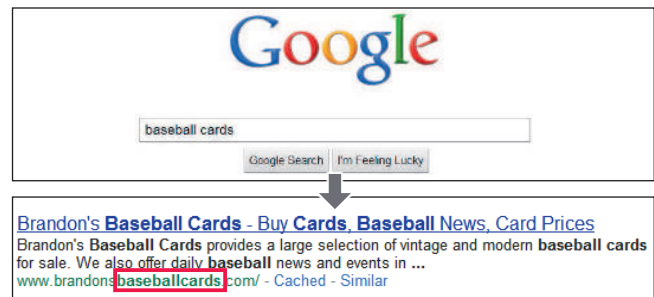 Google
baseball cards
Google Search I'm Feeling Lucky
Brandon's Baseball Cards - Buy Cards, Baseball News, Card Prices
Brandon's Baseball Cards provides a large selection of vintage and modern baseball cards
for sale. We also offer daily baseball news and events in ...
www.brandonsbaseballcards.com/ - Cached - Similar